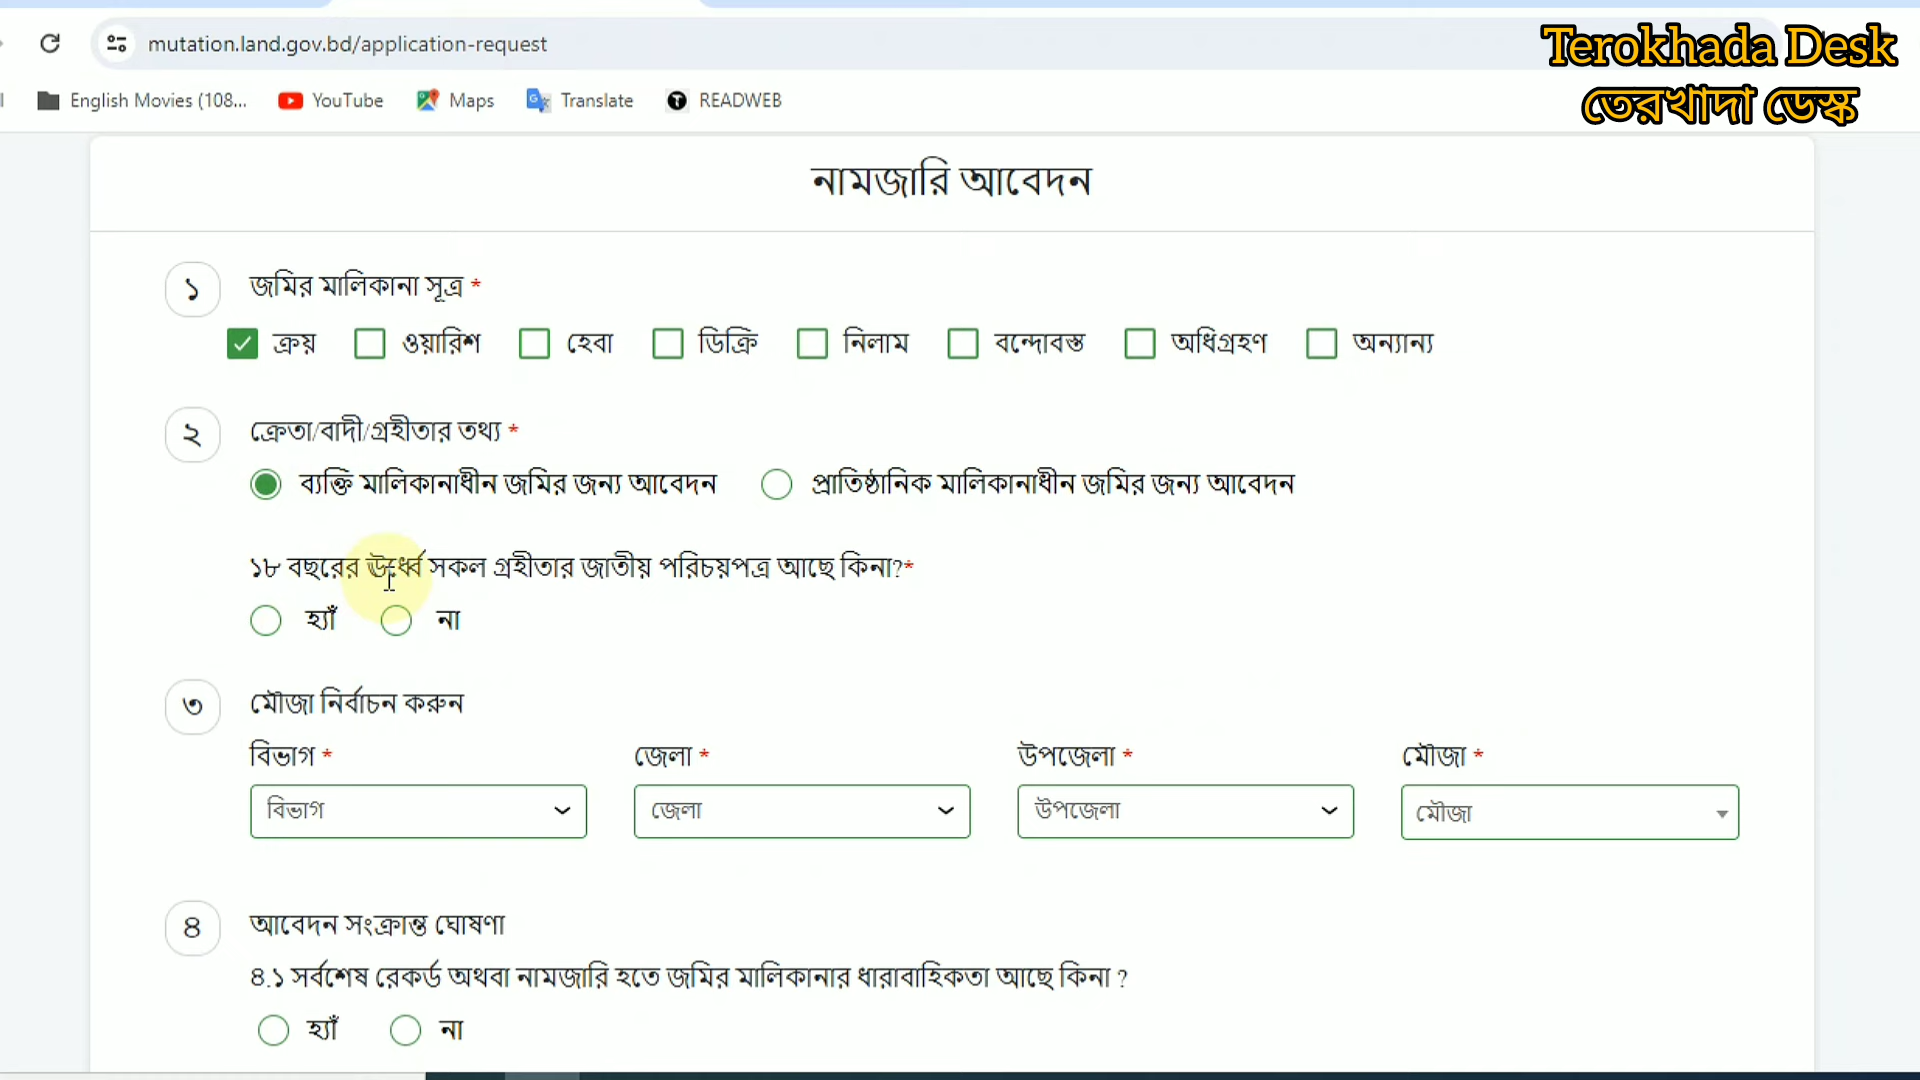 mutation.land.gov.bd/application-request
Terokhada Desk
তেরখাদা ডেস্ক
English Movies (108... YouTube Maps Translate READWEB
নামজারি আবেদন
১ জমির মালিকানা সূত্র *
ক্রয় ওয়ারিশ হেবা ডিক্রি নিলাম বন্দোবস্ত অধিগ্রহণ অন্যান্য
২ ক্রেতা/বাদী/গ্রহীতার তথ্য *
ব্যক্তি মালিকানাধীন জমির জন্য আবেদন প্রাতিষ্ঠানিক মালিকানাধীন জমির জন্য আবেদন
১৮ বছরের ঊর্ধ্বে সকল গ্রহীতার জাতীয় পরিচয়পত্র আছে কিনা?*
হ্যাঁ না
৩ মৌজা নির্বাচন করুন
বিভাগ * জেলা * উপজেলা * মৌজা *
বিভাগ জেলা উপজেলা মৌজা
৪ আবেদন সংক্রান্ত ঘোষণা
৪.১ সর্বশেষ রেকর্ড অথবা নামজারি হতে জমির মালিকানার ধারাবাহিকতা আছে কিনা ?
হ্যাঁ না